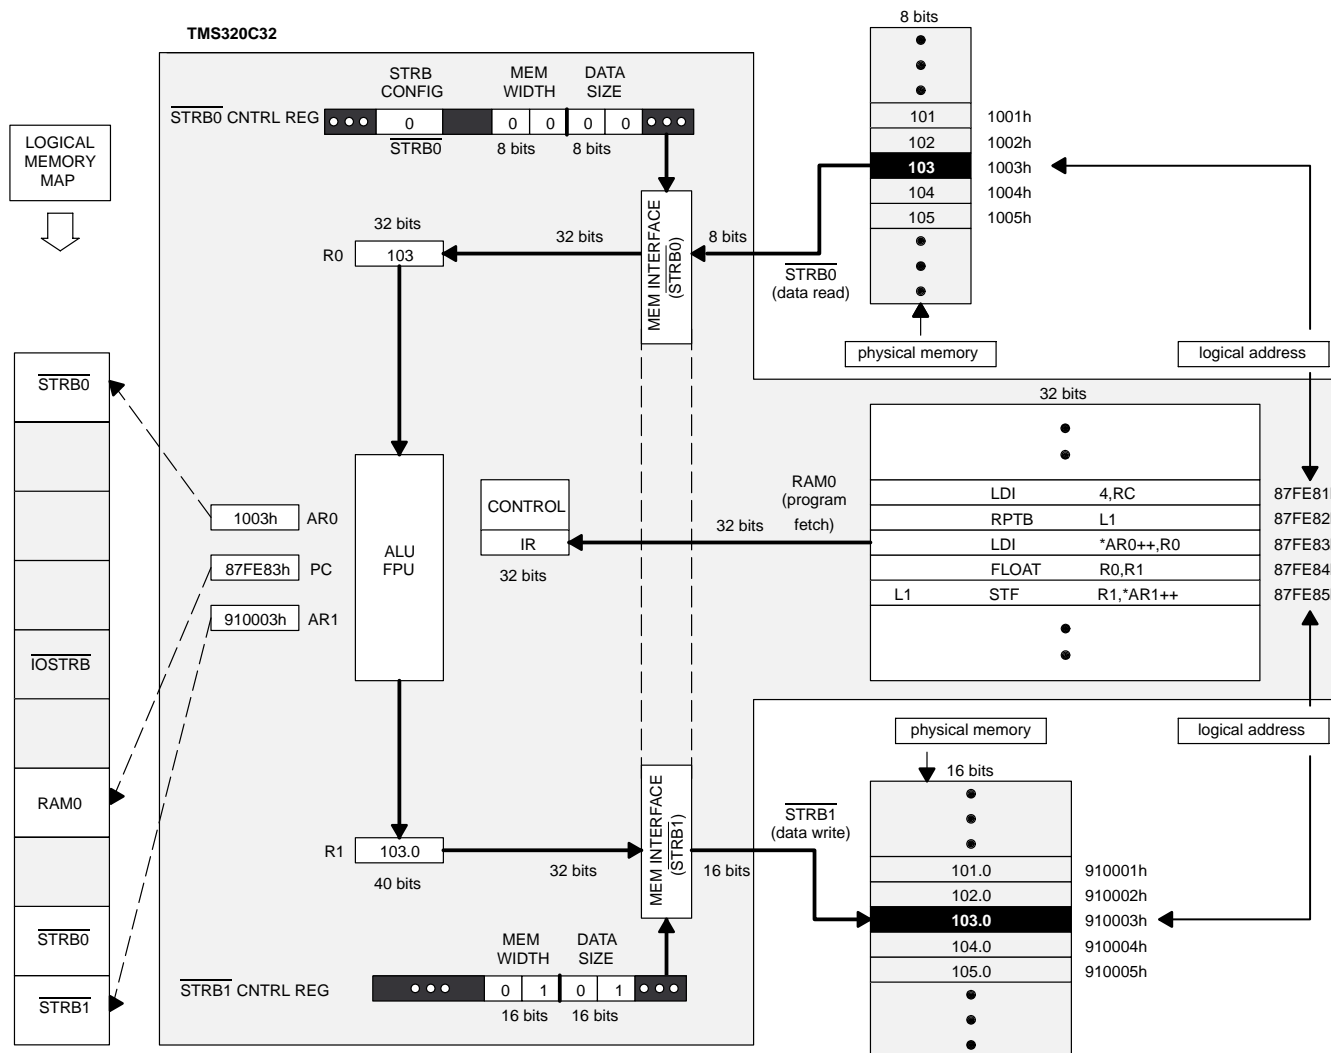 TMS320C32
8 bits
STRB CONFIG
MEM WIDTH
DATA SIZE
STRB0 CNTRL REG
0
0 0
0 0
STRB0
8 bits
8 bits
LOGICAL MEMORY MAP
101 1001h
102 1002h
103 1003h
104 1004h
105 1005h
32 bits
R0
103
32 bits
MEM INTERFACE (STRB0)
8 bits
STRB0 (data read)
physical memory
logical address
STRB0
IOSTRB
RAM0
STRB0
STRB1
1003h AR0
87FE83h PC
910003h AR1
ALU FPU
CONTROL
IR
32 bits
32 bits
RAM0 (program fetch)
32 bits
LDI 4,RC 87FE81
RPTB L1 87FE82
LDI *AR0++,R0 87FE83
FLOAT R0,R1 87FE84
L1 STF R1,*AR1++ 87FE85
physical memory
logical address
16 bits
R1
103.0
40 bits
32 bits
MEM INTERFACE (STRB1)
16 bits
STRB1 (data write)
101.0 910001h
102.0 910002h
103.0 910003h
104.0 910004h
105.0 910005h
MEM WIDTH
DATA SIZE
STRB1 CNTRL REG
0 1
0 1
16 bits
16 bits